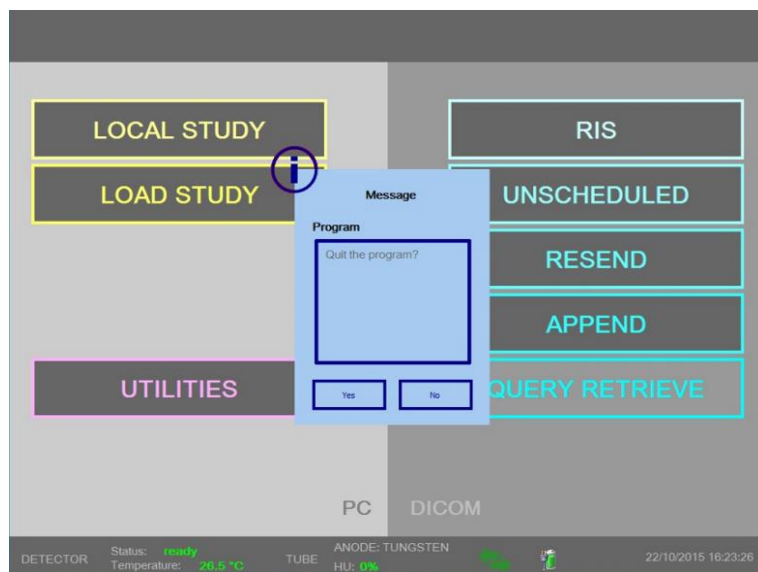 LOCAL STUDY
LOAD STUDY
UTILITIES
PC
RIS
UNSCHEDULED
RESEND
APPEND
QUERY RETRIEVE
DICOM
i
Message
Program
Quit the program?
Yes
No
DETECTOR
Status: ready
Temperature: 26.5 °C
TUBE
ANODE: TUNGSTEN
HU: 0%
22/10/2015 16:23:26